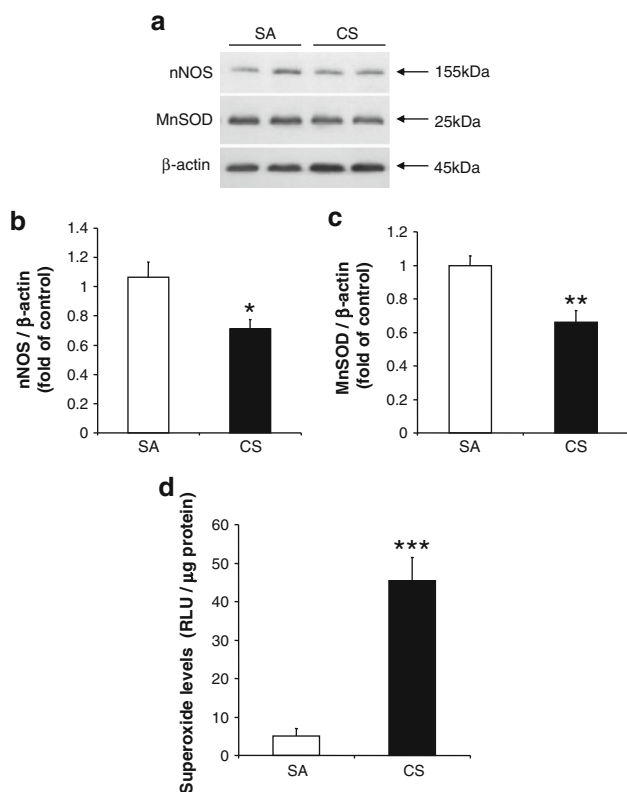 a
SA CS
nNOS 155kDa
MnSOD 25kDa
β-actin 45kDa
b
nNOS / β-actin
(fold of control)
1.4
1.2
1
0.8
0.6
0.4
0.2
0
*
SA CS
c
MnSOD / β-actin
(fold of control)
1.2
1
0.8
0.6
0.4
0.2
0
**
SA CS
d
Superoxide levels (RLU / μg protein)
60
50
40
30
20
10
0
***
SA CS